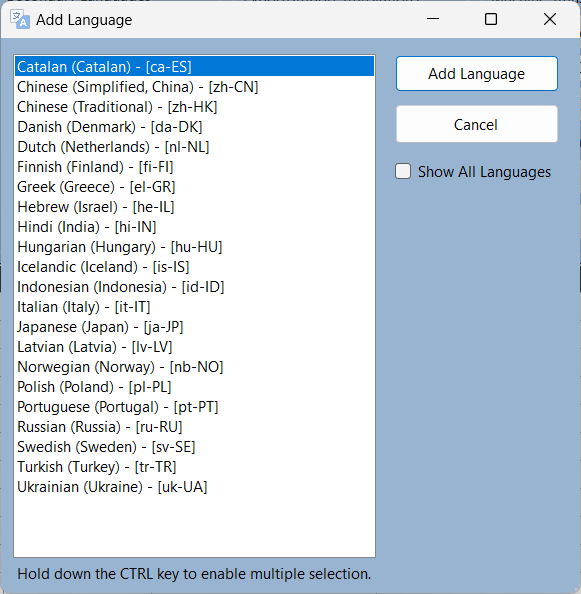 Add Language
Catalan (Catalan) - [ca-ES]
Chinese (Simplified, China) - [zh-CN]
Chinese (Traditional) - [zh-HK]
Danish (Denmark) - [da-DK]
Dutch (Netherlands) - [nl-NL]
Finnish (Finland) - [fi-FI]
Greek (Greece) - [el-GR]
Hebrew (Israel) - [he-IL]
Hindi (India) - [hi-IN]
Hungarian (Hungary) - [hu-HU]
Icelandic (Iceland) - [is-IS]
Indonesian (Indonesia) - [id-ID]
Italian (Italy) - [it-IT]
Japanese (Japan) - [ja-JP]
Latvian (Latvia) - [lv-LV]
Norwegian (Norway) - [nb-NO]
Polish (Poland) - [pl-PL]
Portuguese (Portugal) - [pt-PT]
Russian (Russia) - [ru-RU]
Swedish (Sweden) - [sv-SE]
Turkish (Turkey) - [tr-TR]
Ukrainian (Ukraine) - [uk-UA]
Hold down the CTRL key to enable multiple selection.
Add Language
Cancel
Show All Languages